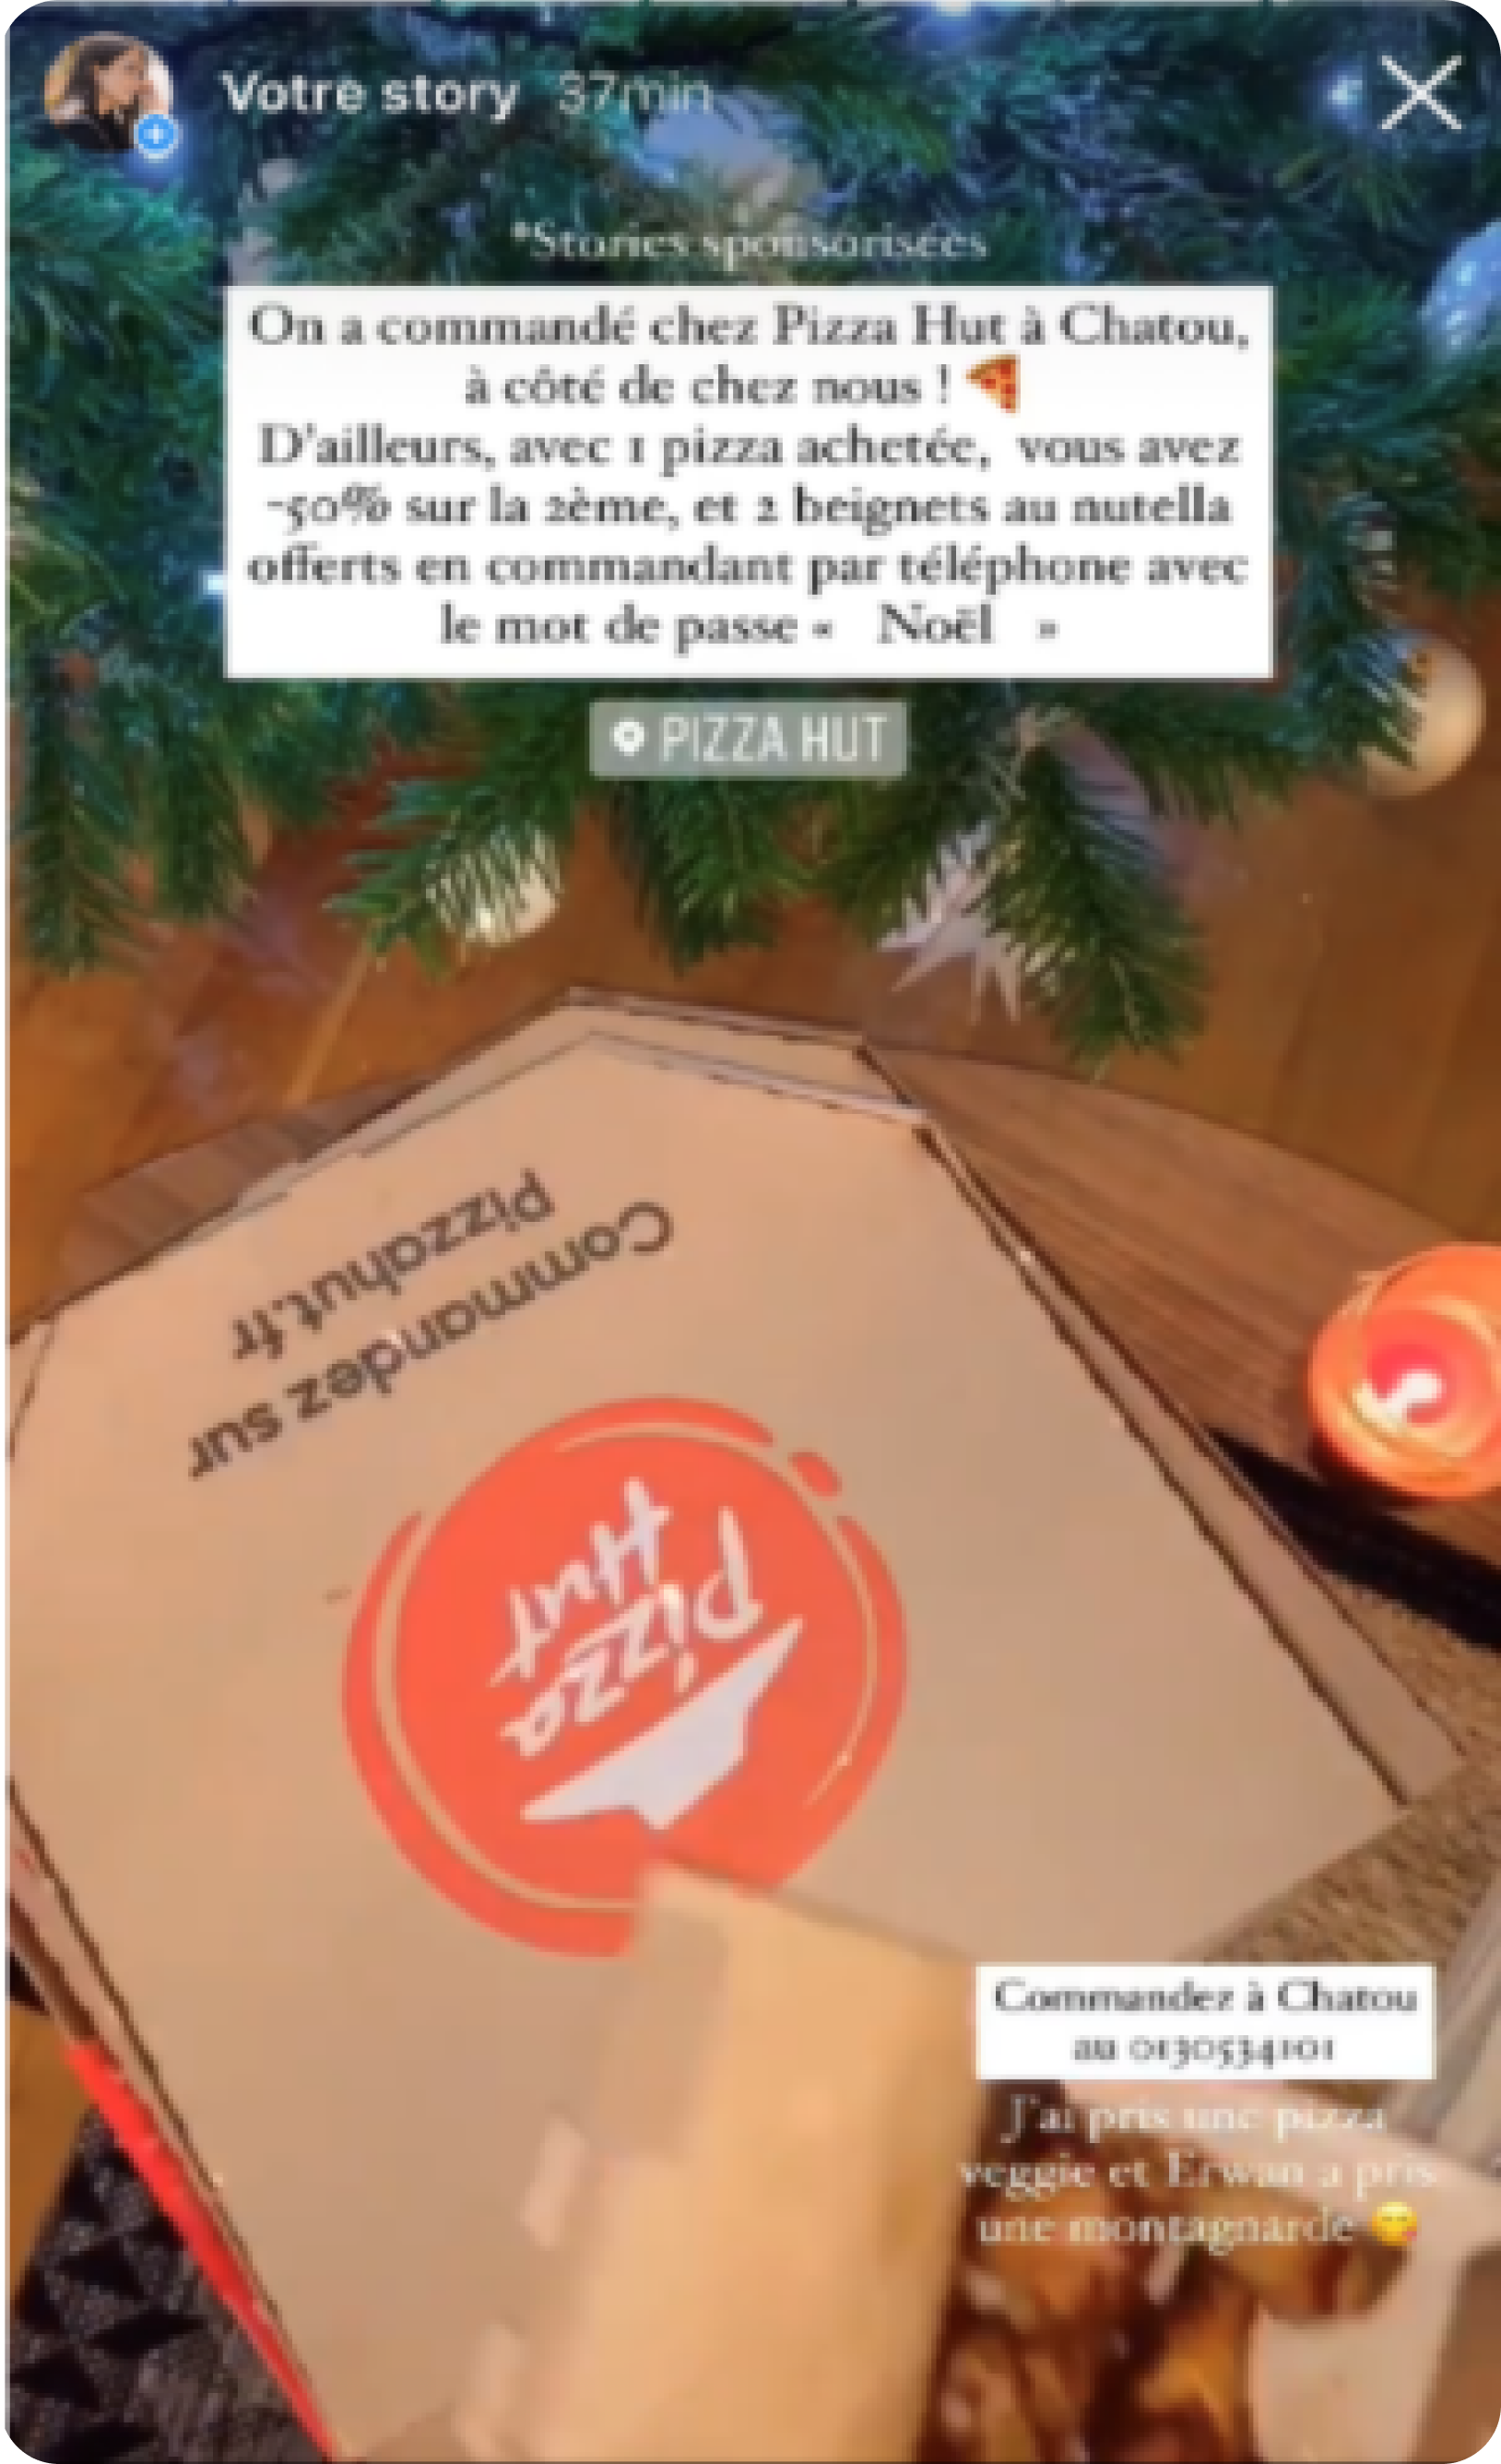 Votre story 37min
*Stories sponsorisées
On a commandé chez Pizza Hut à Chatou,
à côté de chez nous ! 🍕
D'ailleurs, avec 1 pizza achetée, vous avez
-50% sur la 2ème, et 2 beignets au nutella
offerts en commandant par téléphone avec
le mot de passe « Noël »
PIZZA HUT
Commandez sur
Pizzahut.fr
Pizza
Hut
Commandez à Chatou
au 0130534101
J'ai pris une pizza
veggie et Erwan a pris
une montagnarde 😋